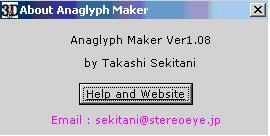 3D About Anaglyph Maker
Anaglyph Maker Ver1.08
by Takashi Sekitani
Help and Website
Email : sekitani@stereoeye.jp